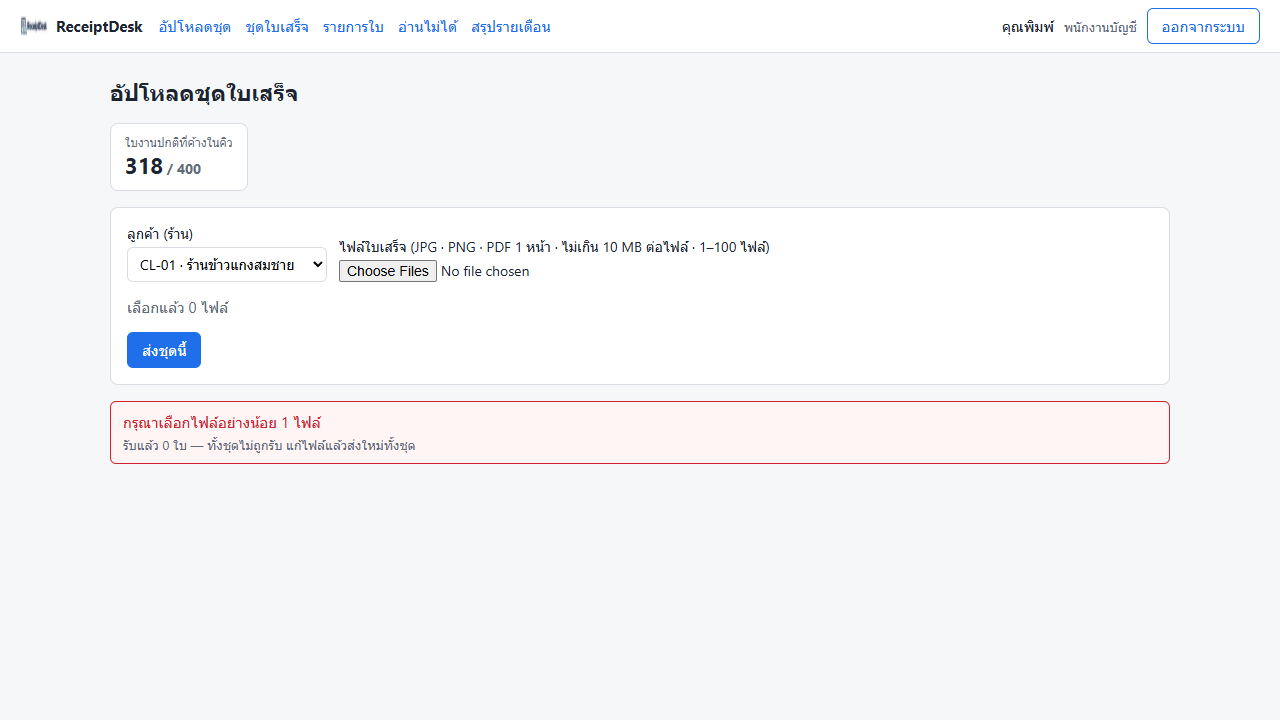 ReceiptDesk อัปโหลดชุด ชุดใบเสร็จ รายการใบ อ่านไม่ได้ สรุปรายเดือน คุณพิมพ์ พนักงานบัญชี ออกจากระบบ
อัปโหลดชุดใบเสร็จ
ใบงานปกติที่ค้างในคิว
318 / 400
ลูกค้า (ร้าน)
ไฟล์ใบเสร็จ (JPG · PNG · PDF 1 หน้า · ไม่เกิน 10 MB ต่อไฟล์ · 1–100 ไฟล์)
CL-01 · ร้านข้าวแกงสมชาย
Choose Files No file chosen
เลือกแล้ว 0 ไฟล์
ส่งชุดนี้
กรุณาเลือกไฟล์อย่างน้อย 1 ไฟล์
รับแล้ว 0 ใบ — ทั้งชุดไม่ถูกรับ แก้ไฟล์แล้วส่งใหม่ทั้งชุด